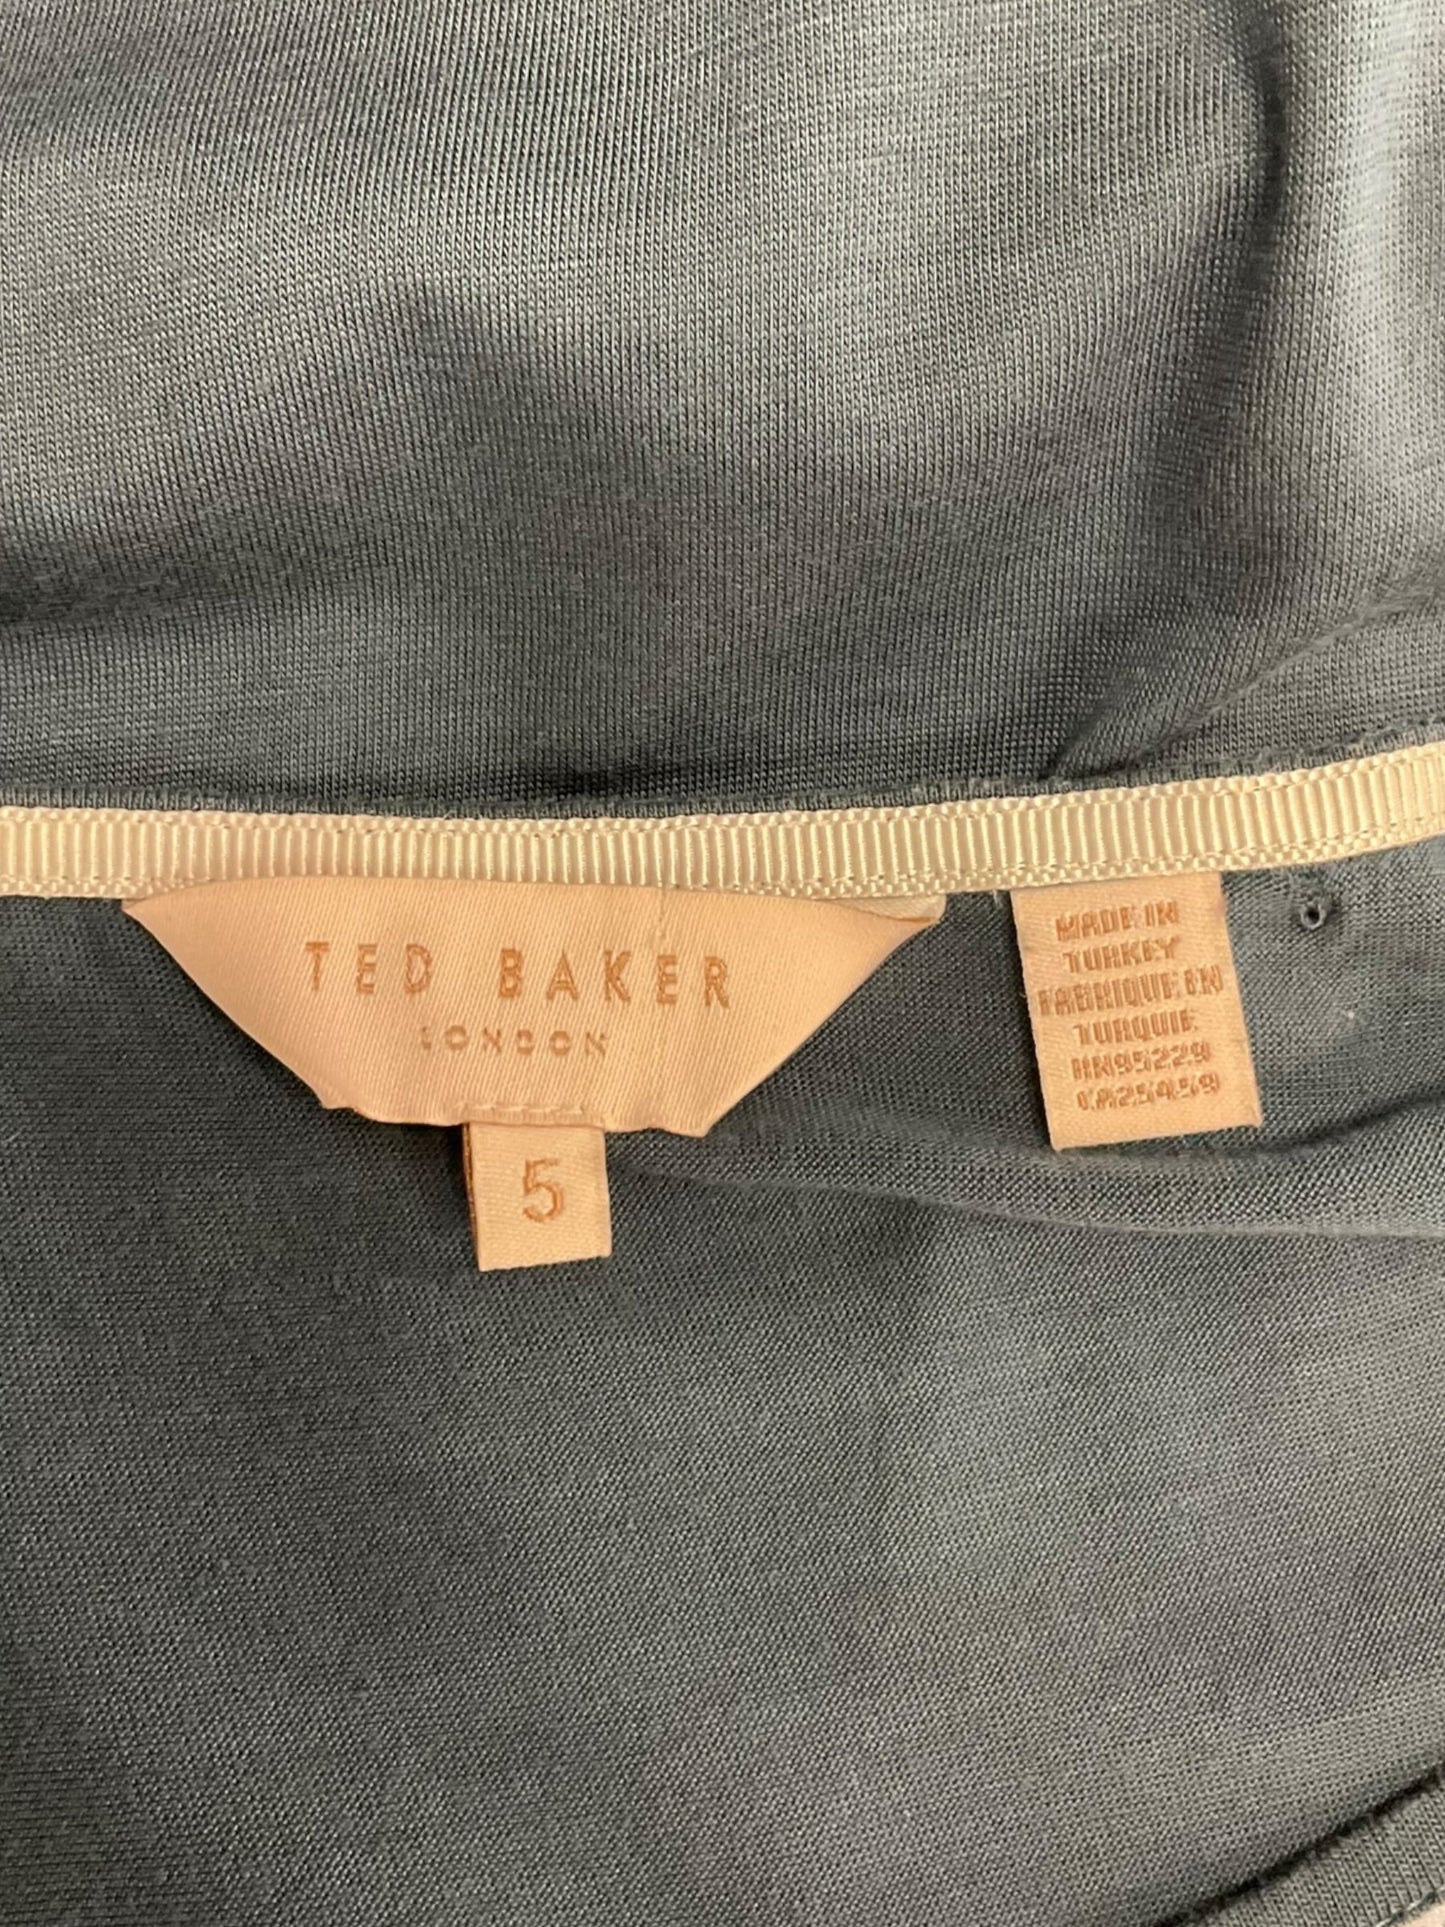 TED BAKER
LONDON
5
MADE IN
TURKEY
FABRIQUE EN
TURQUIE
RN95229
CA25459